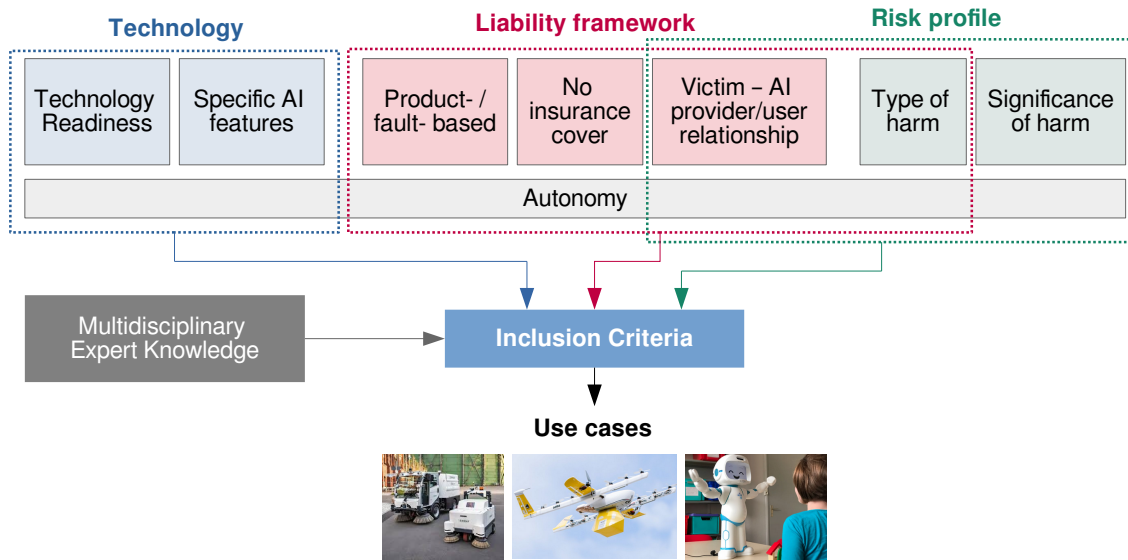 Technology
Liability framework
Risk profile
Technology
Readiness
Specific AI
features
Product- /
fault- based
No
insurance
cover
Victim – AI
provider/user
relationship
Type of
harm
Significance
of harm
Autonomy
Multidisciplinary
Expert Knowledge
Inclusion Criteria
Use cases